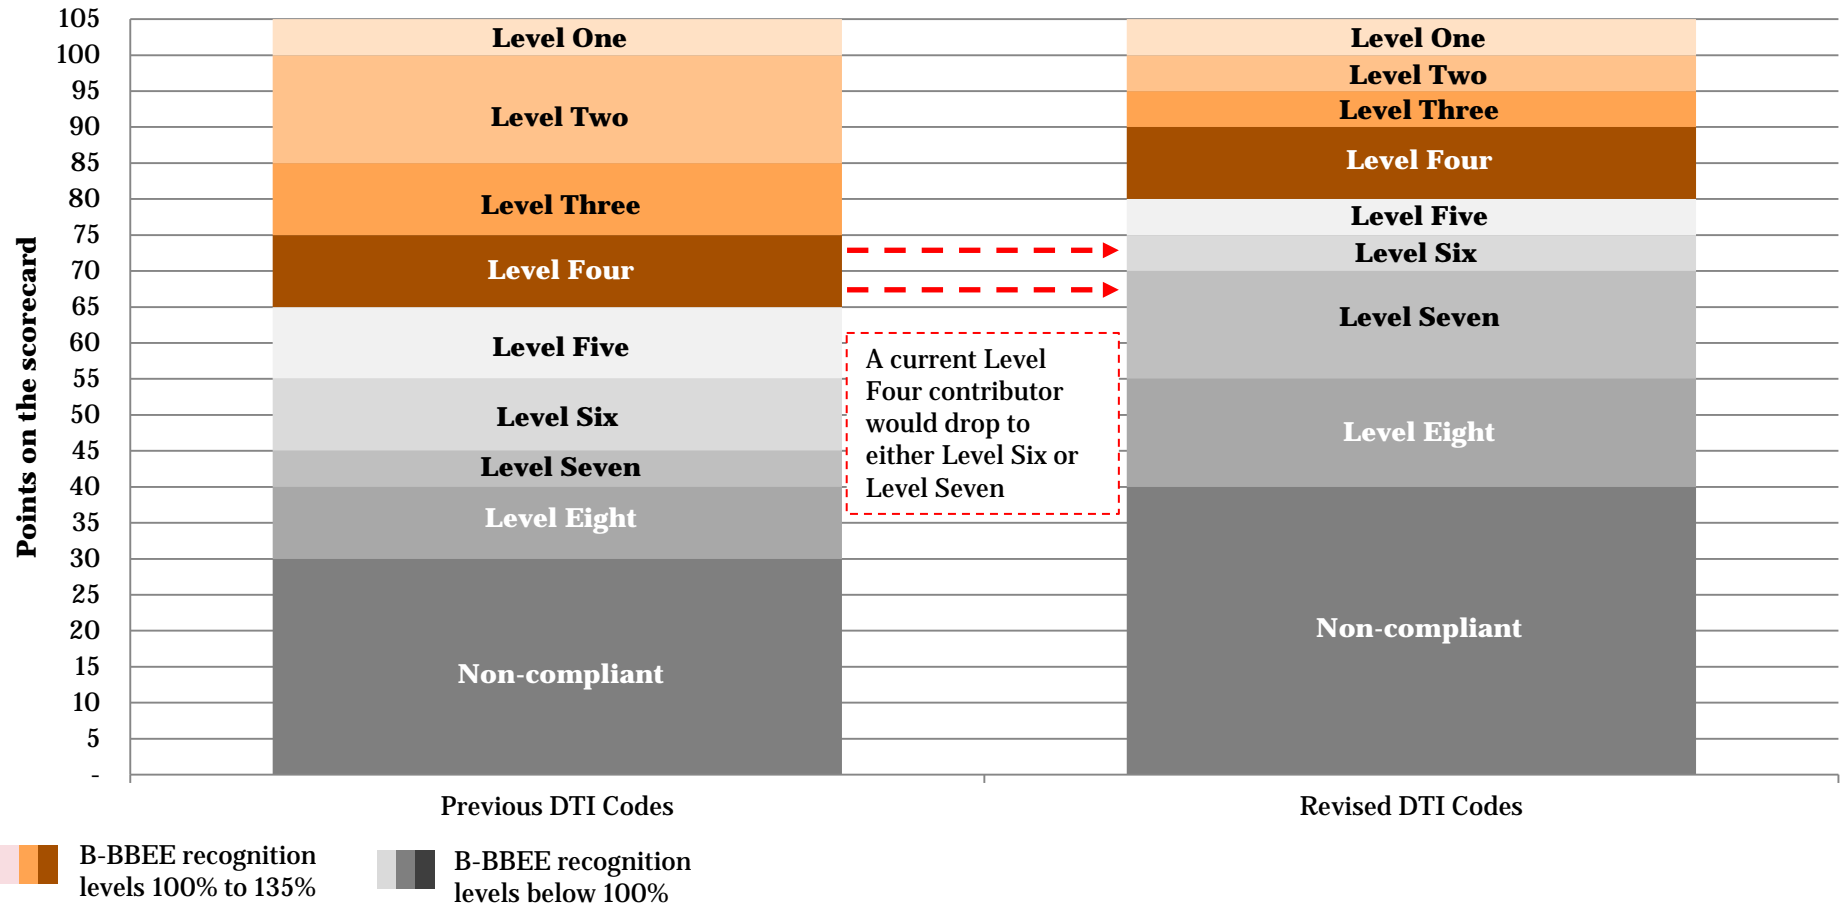 Points on the scorecard
105
100
95
90
85
80
75
70
65
60
55
50
45
40
35
30
25
20
15
10
5
-
Level One
Level Two
Level Three
Level Four
Level Five
Level Six
Level Seven
Level Eight
Non-compliant
A current Level
Four contributor
would drop to
either Level Six or
Level Seven
Level One
Level Two
Level Three
Level Four
Level Five
Level Six
Level Seven
Level Eight
Non-compliant
Previous DTI Codes
Revised DTI Codes
B-BBEE recognition
levels 100% to 135%
B-BBEE recognition
levels below 100%